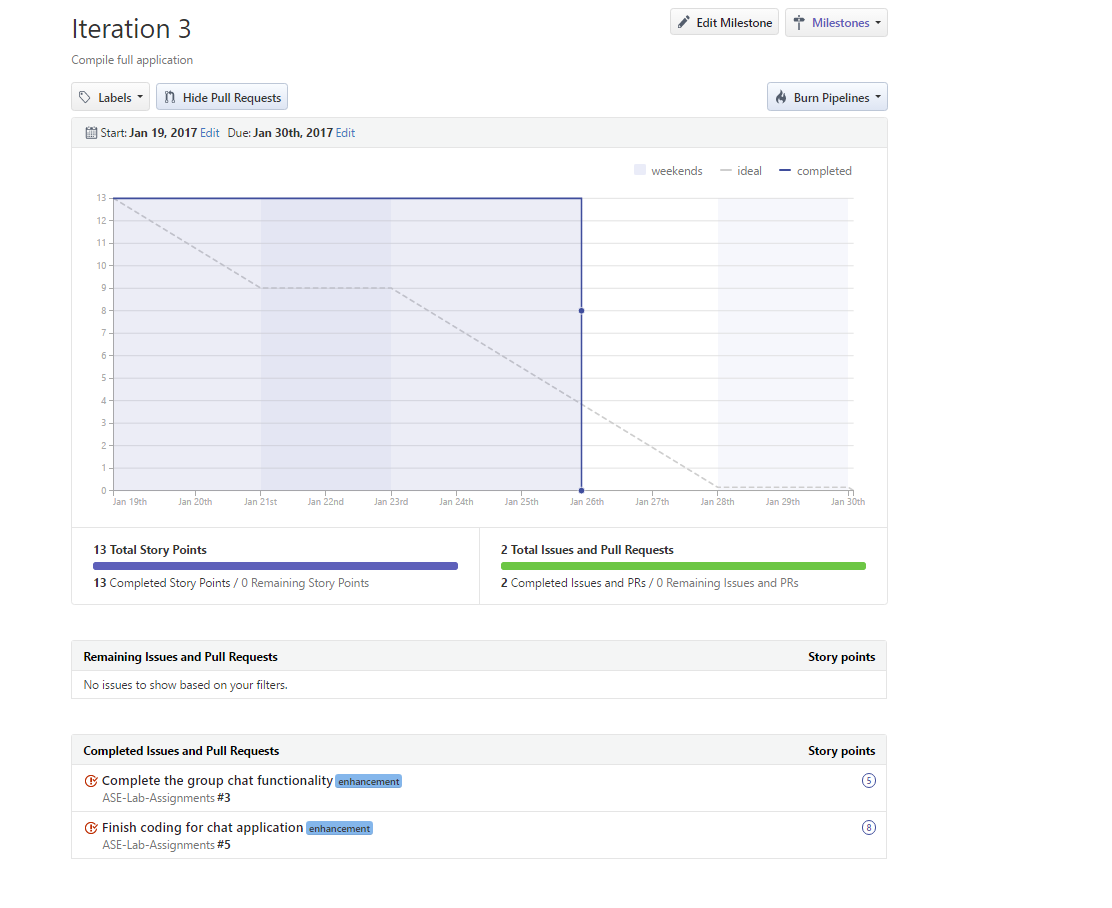 Iteration 3
Edit Milestone
Milestones
Compile full application
Labels
Hide Pull Requests
Burn Pipelines
Start: Jan 19, 2017 Edit Due: Jan 30th, 2017 Edit
weekends
ideal
completed
13
12
11
10
9
8
7
6
5
4
3
2
1
0
Jan 19th Jan 20th Jan 21st Jan 22nd Jan 23rd Jan 24th Jan 25th Jan 26th Jan 27th Jan 28th Jan 29th Jan 30th
13 Total Story Points
13 Completed Story Points / 0 Remaining Story Points
2 Total Issues and Pull Requests
2 Completed Issues and PRs / 0 Remaining Issues and PRs
Remaining Issues and Pull Requests Story points
No issues to show based on your filters.
Completed Issues and Pull Requests Story points
Complete the group chat functionality enhancement 5
ASE-Lab-Assignments #3
Finish coding for chat application enhancement 8
ASE-Lab-Assignments #5